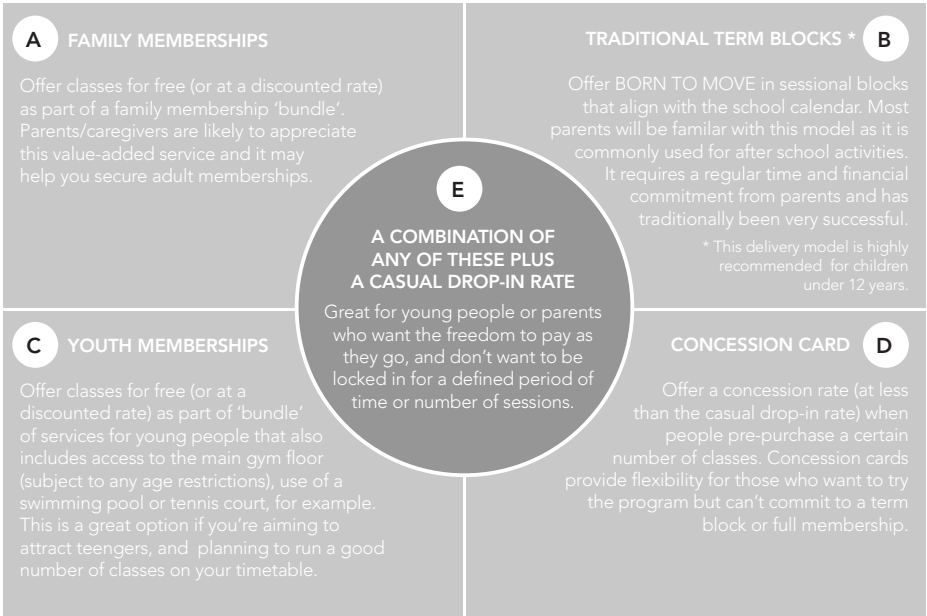 A FAMILY MEMBERSHIPS
Offer classes for free (or at a discounted rate)
as part of a family membership ‘bundle’.
Parents/caregivers are likely to appreciate
this value-added service and it may
help you secure adult memberships.
TRADITIONAL TERM BLOCKS * B
Offer BORN TO MOVE in sessional blocks
that align with the school calendar. Most
parents will be familar with this model as it is
commonly used for after school activities.
It requires a regular time and financial
commitment from parents and has
traditionally been very successful.
* This delivery model is highly
recommended for children
under 12 years.
E
A COMBINATION OF
ANY OF THESE PLUS
A CASUAL DROP-IN RATE
Great for young people or parents
who want the freedom to pay as
they go, and don’t want to be
locked in for a defined period of
time or number of sessions.
C YOUTH MEMBERSHIPS
Offer classes for free (or at a
discounted rate) as part of ‘bundle’
of services for young people that also
includes access to the main gym floor
(subject to any age restrictions), use of a
swimming pool or tennis court, for example.
This is a great option if you’re aiming to
attract teengers, and planning to run a good
number of classes on your timetable.
CONCESSION CARD D
Offer a concession rate (at less
than the casual drop-in rate) when
people pre-purchase a certain
number of classes. Concession cards
provide flexibility for those who want to try
the program but can’t commit to a term
block or full membership.